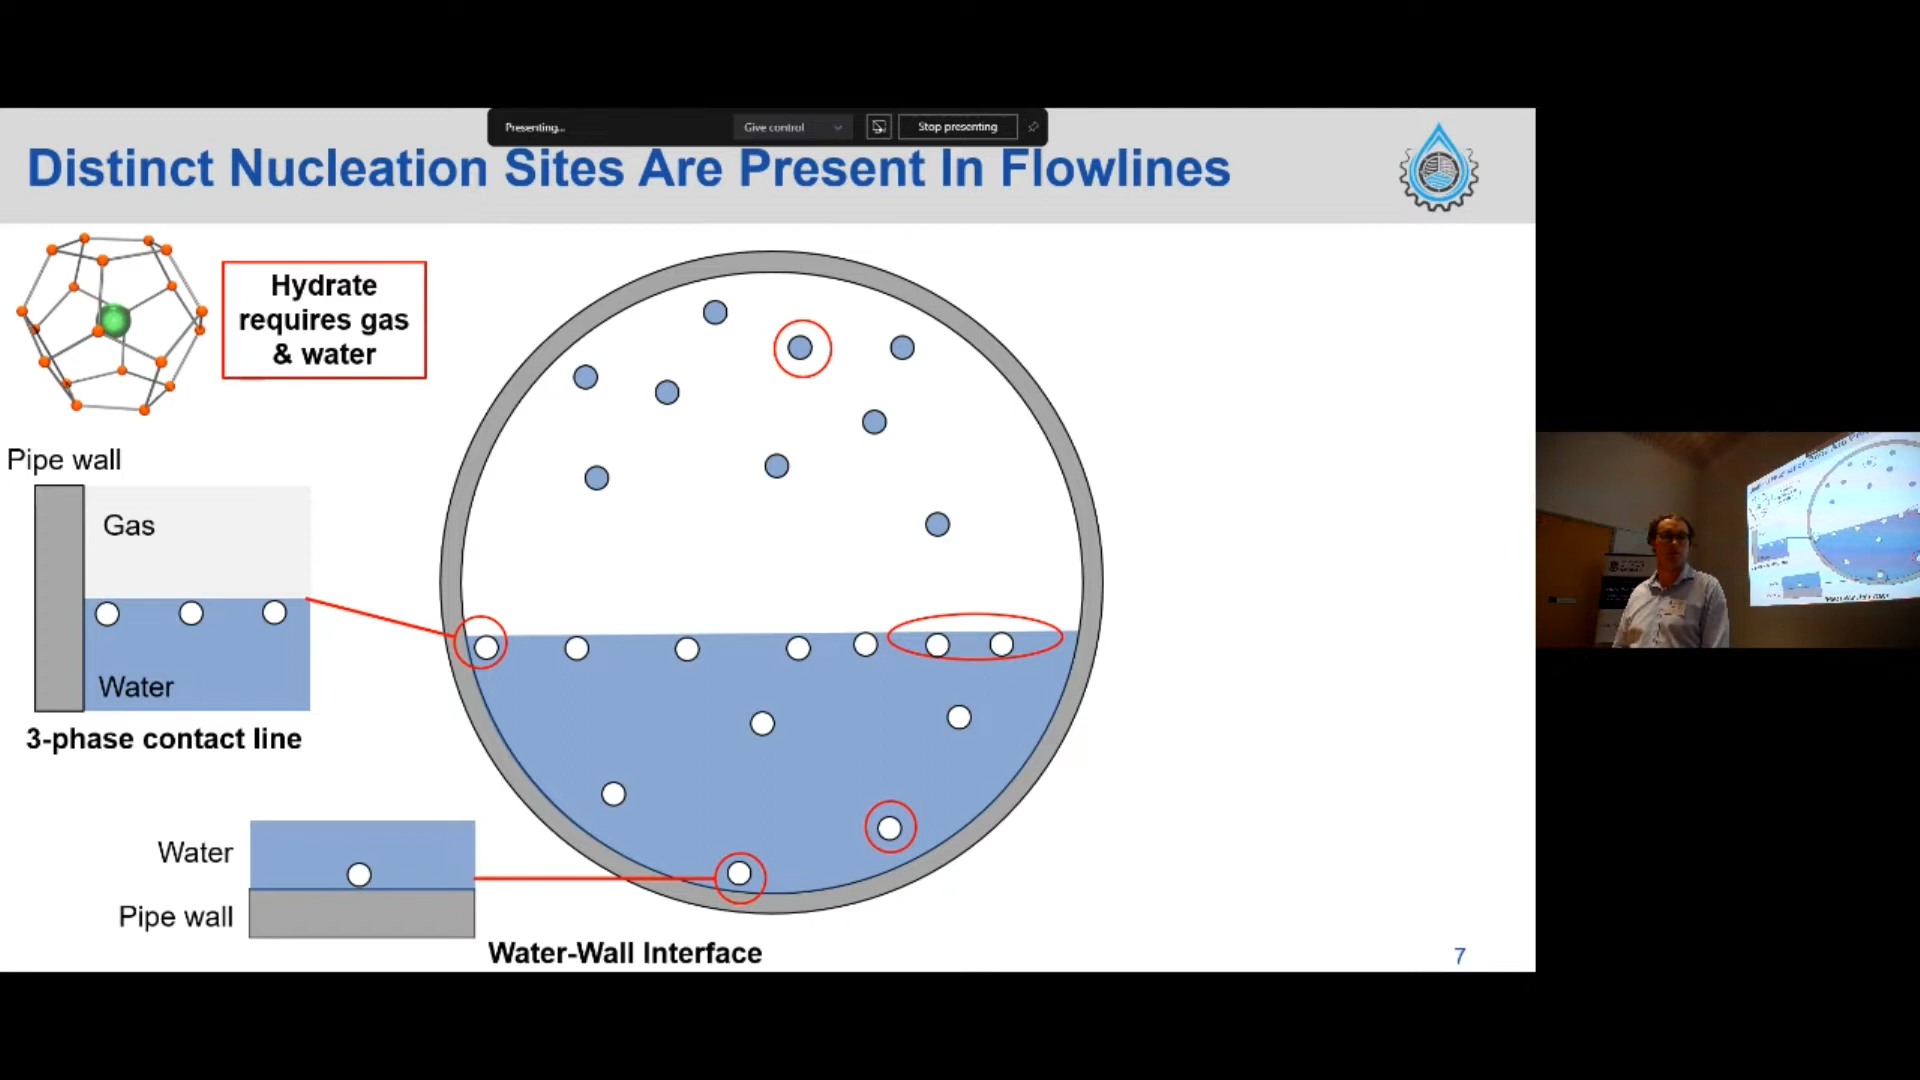 Presenting...
Give control
Stop presenting
Distinct Nucleation Sites Are Present In Flowlines
Hydrate
requires gas
& water
Pipe wall
Gas
Water
3-phase contact line
Water
Pipe wall
Water-Wall Interface
7